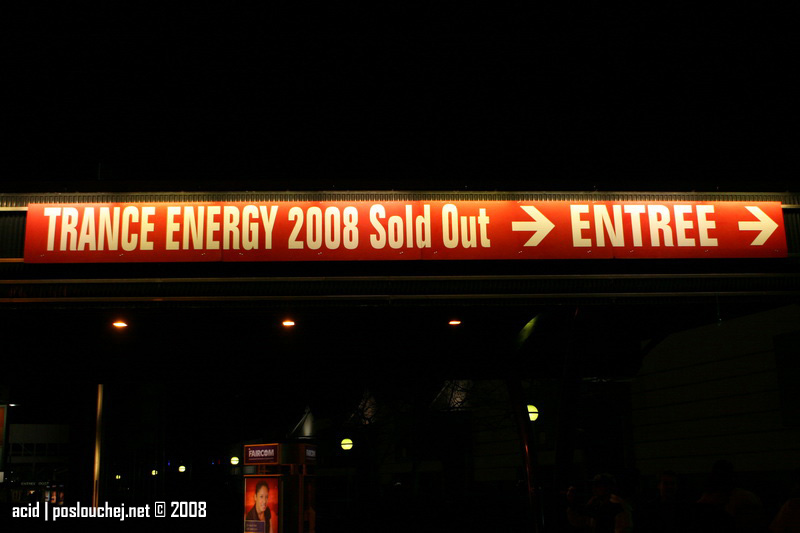 TRANCE ENERGY 2008 Sold Out → ENTREE →
FAIRCOM
acid | poslouchej.net © 2008